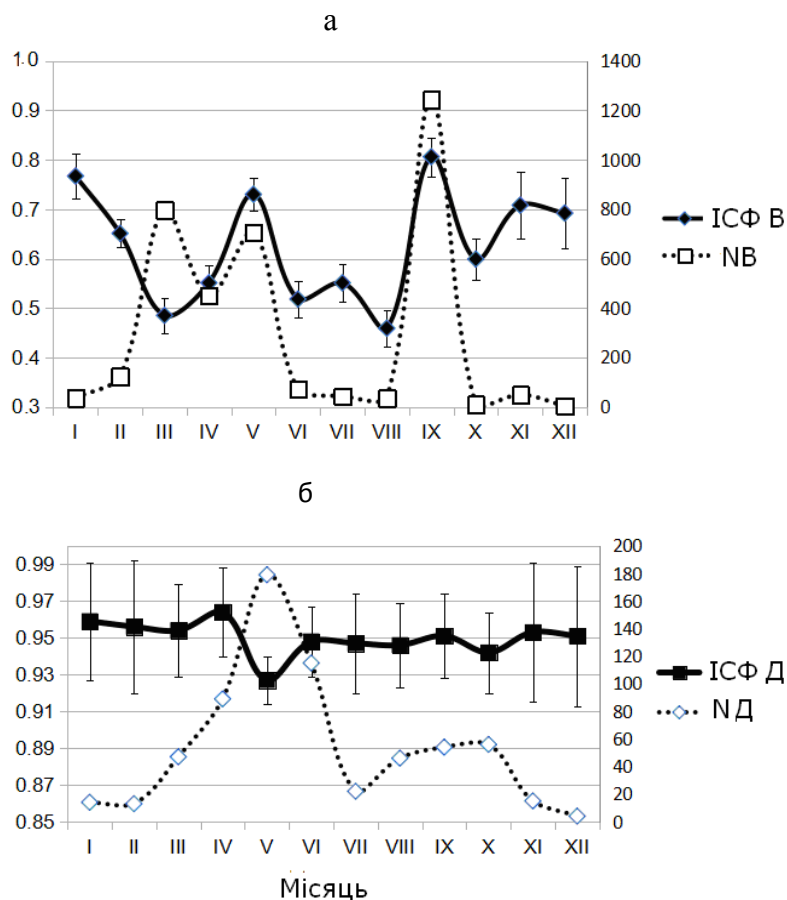 а
1.0 1400
0.9 1200
0.8 1000
0.7 800
0.6 600
0.5 400
0.4 200
0.3 0
ІСФ В
NВ
I II III IV V VI VII VIII IX X XI XII
б
0.99 200
0.97 180
0.95 160
0.93 140
0.91 120
0.89 100
0.87 80
0.85 60
40
20
0
ІСФ Д
N Д
I II III IV V VI VII VIII IX X XI XII
Місяць